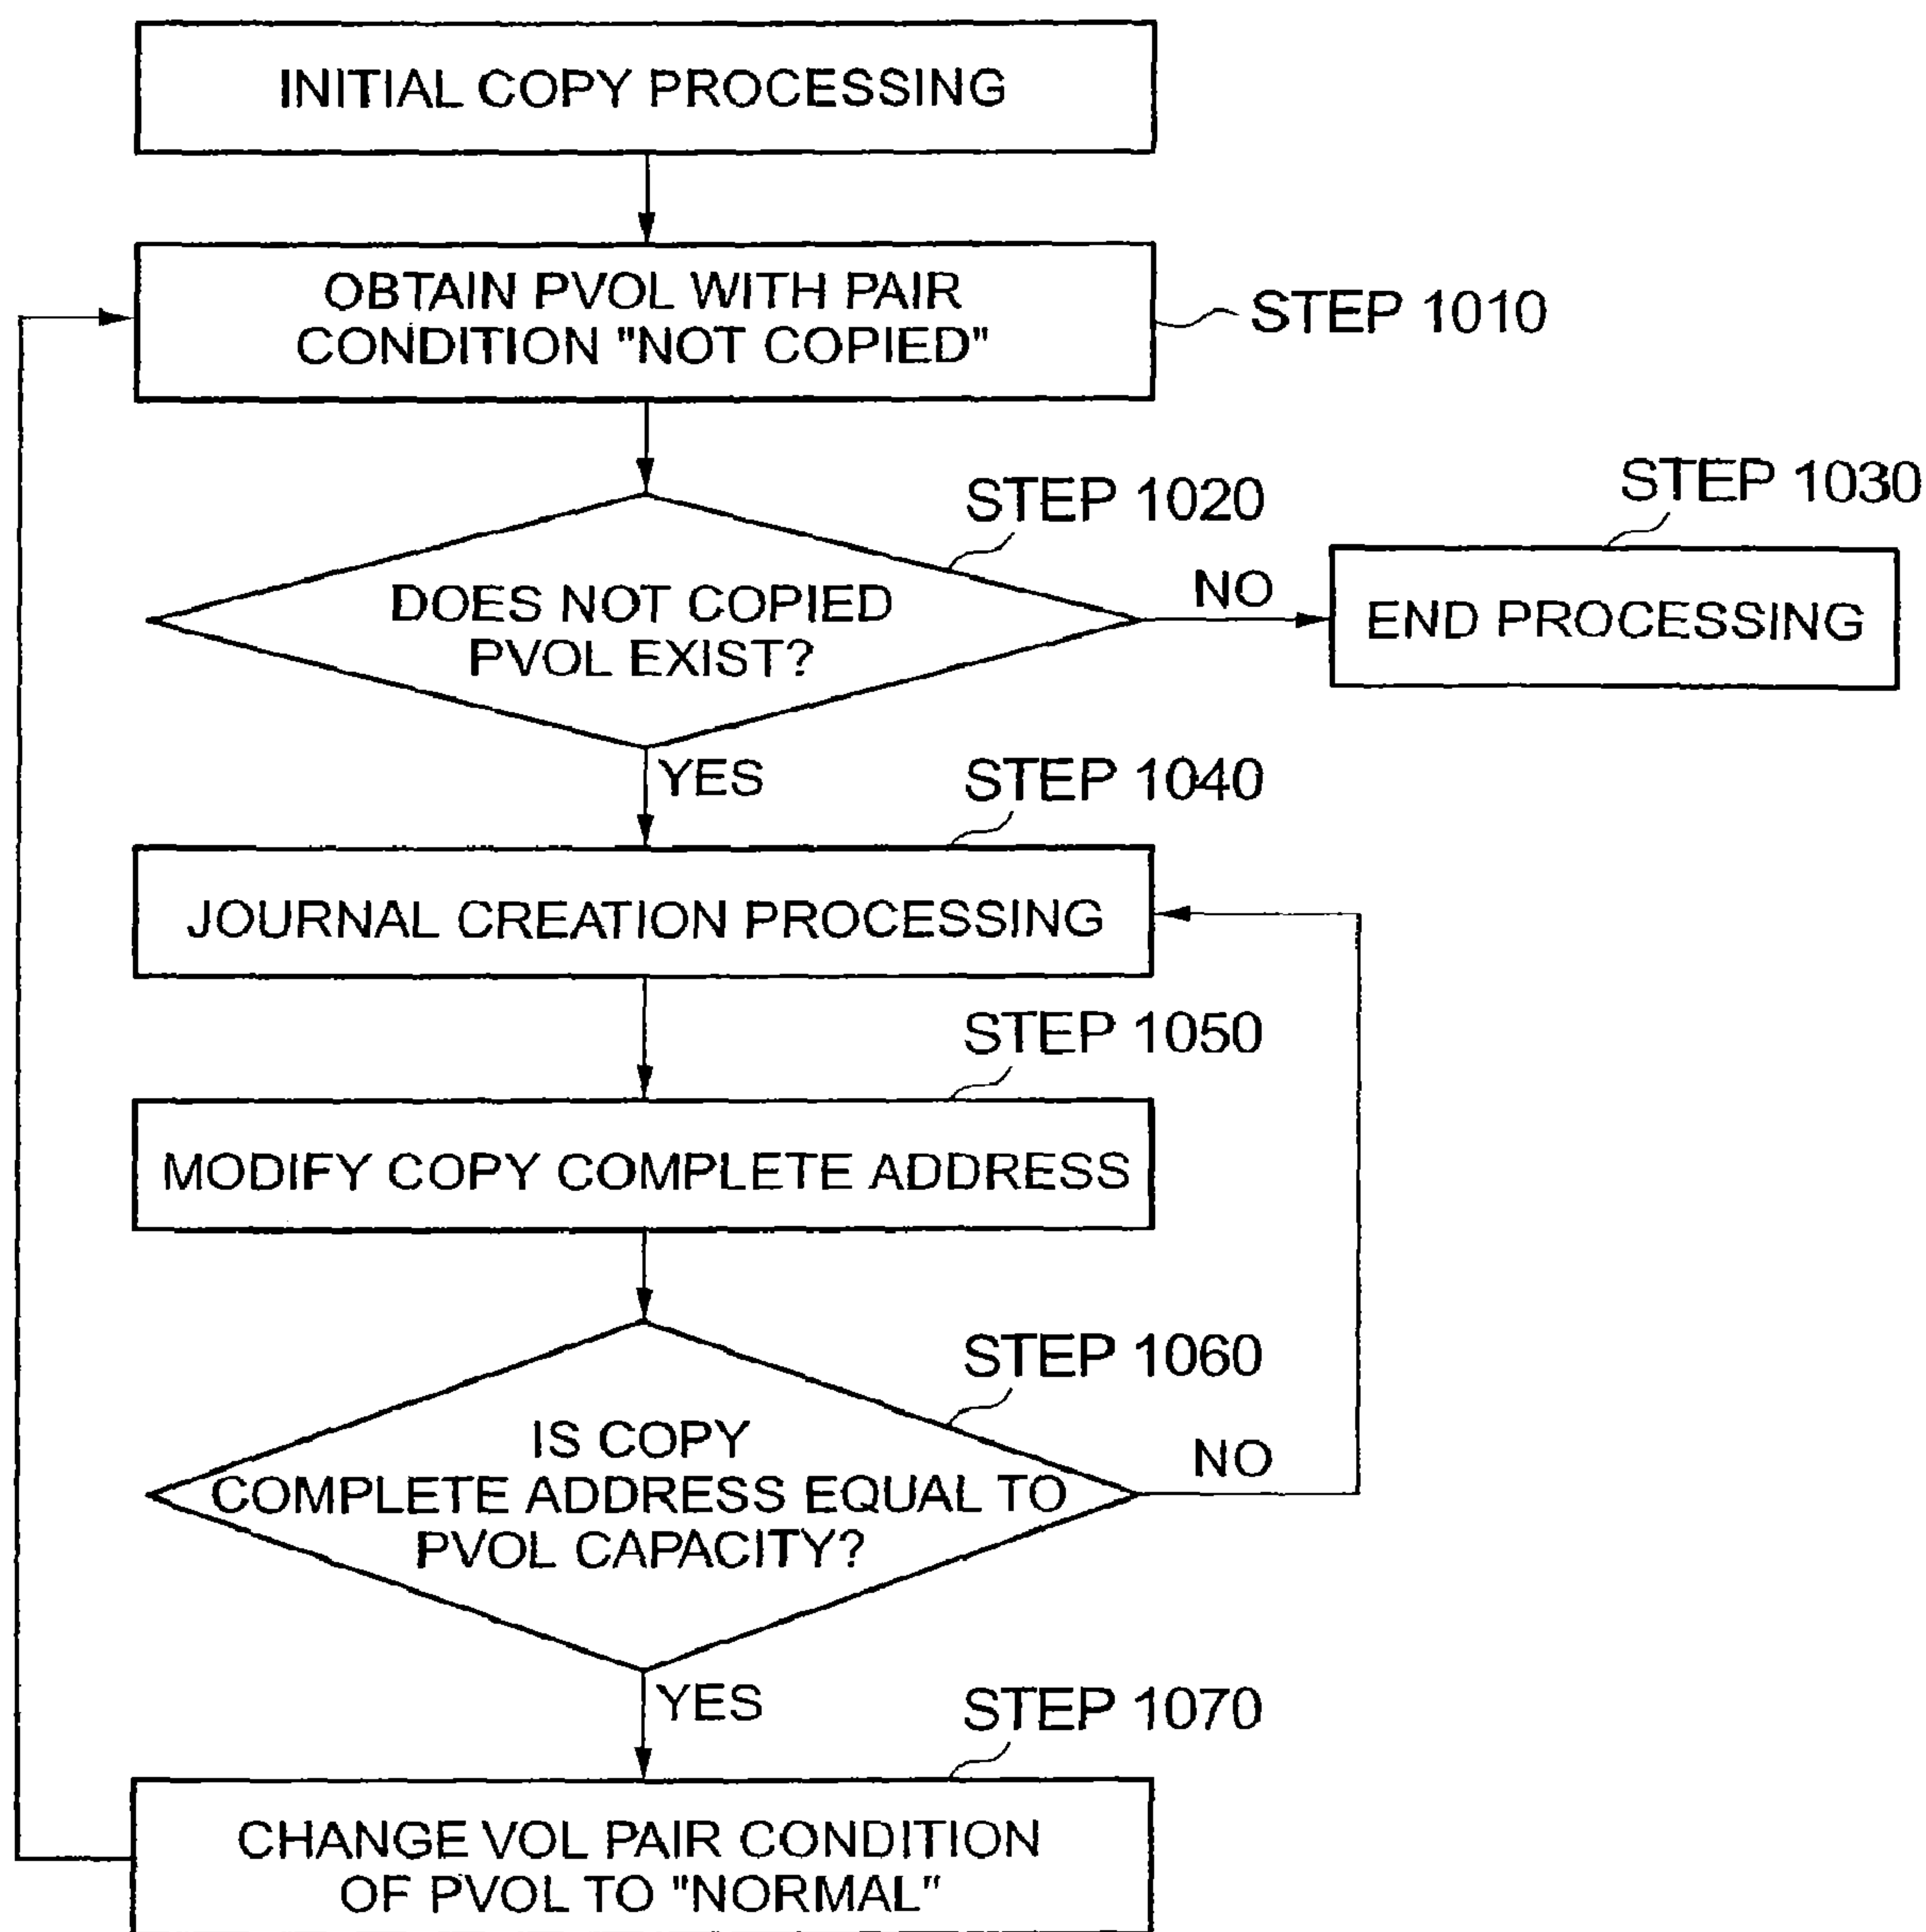 INITIAL COPY PROCESSING
OBTAIN PVOL WITH PAIR
CONDITION "NOT COPIED"
STEP 1010
STEP 1020
STEP 1030
DOES NOT COPIED
PVOL EXIST?
NO
END PROCESSING
YES
STEP 1040
JOURNAL CREATION PROCESSING
STEP 1050
MODIFY COPY COMPLETE ADDRESS
STEP 1060
IS COPY
COMPLETE ADDRESS EQUAL TO
PVOL CAPACITY?
NO
YES
STEP 1070
CHANGE VOL PAIR CONDITION
OF PVOL TO "NORMAL"